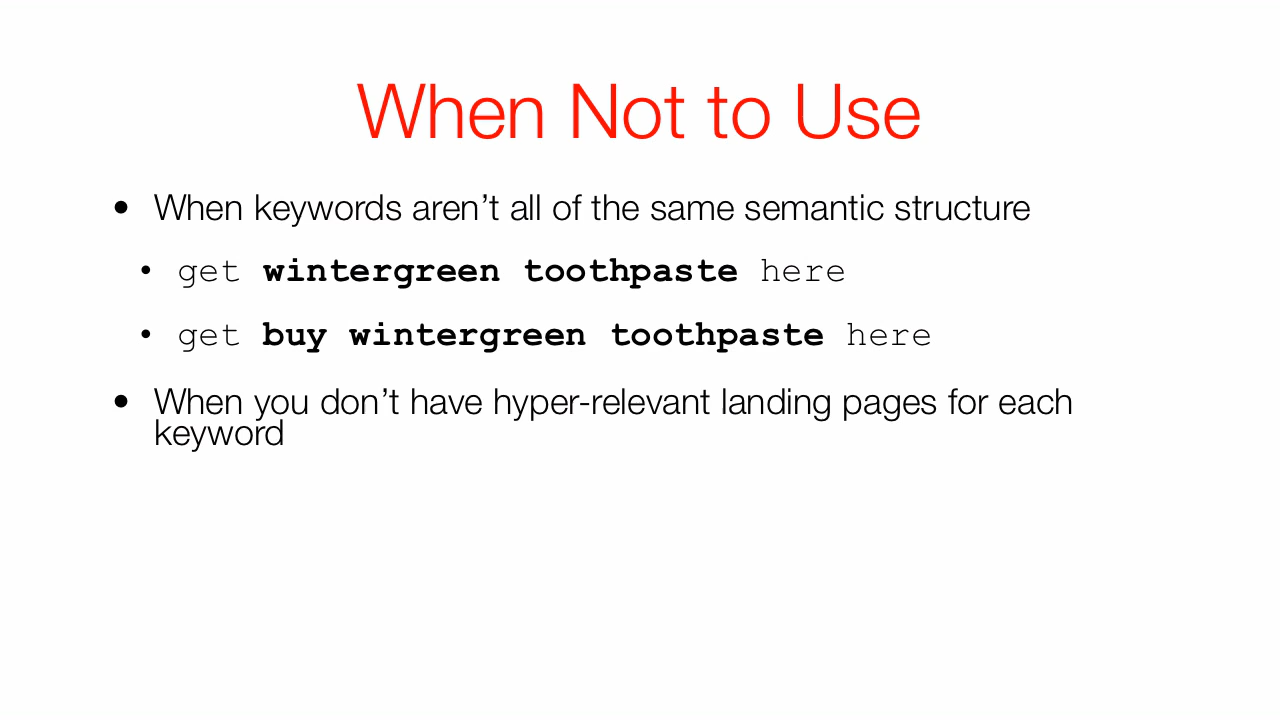 When Not to Use
• When keywords aren’t all of the same semantic structure
• get wintergreen toothpaste here
• get buy wintergreen toothpaste here
• When you don’t have hyper-relevant landing pages for each
keyword